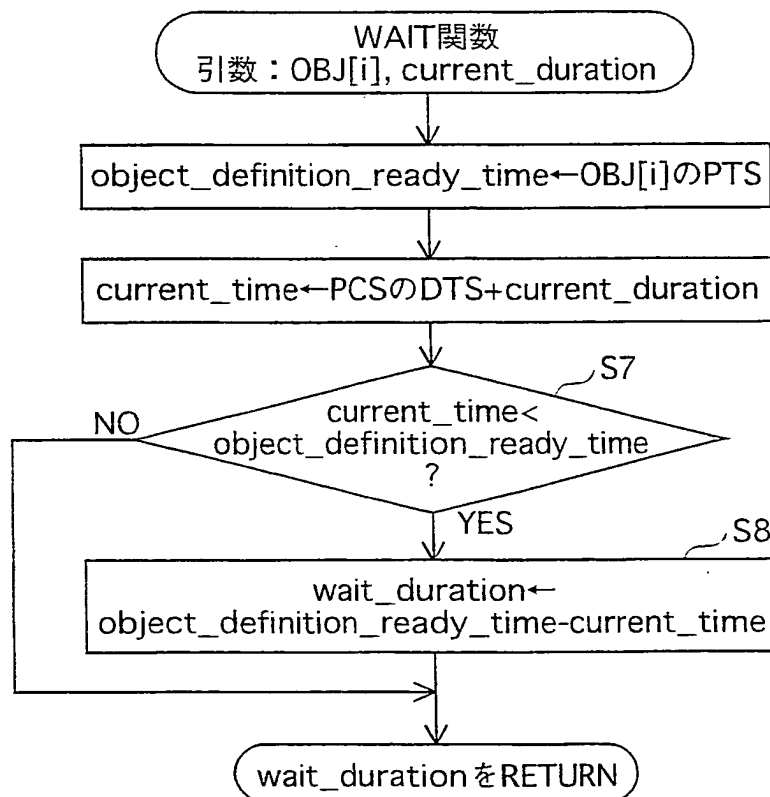 WAIT関数
引数：OBJ[i], current_duration
object_definition_ready_time←OBJ[i]のPTS
current_time←PCSのDTS+current_duration
S7
NO
current_time<
object_definition_ready_time
?
YES
S8
wait_duration←
object_definition_ready_time-current_time
wait_durationをRETURN